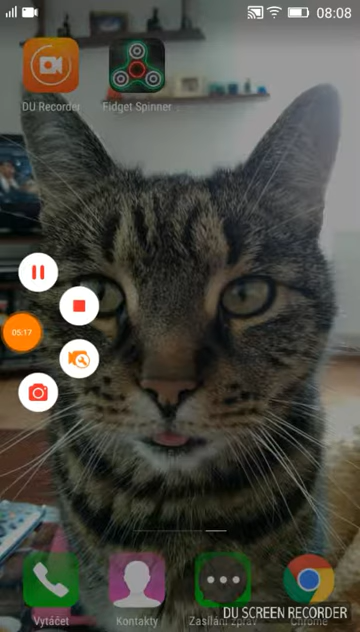 08:08
DU Recorder
Fidget Spinner
05:17
Vytáčet
Kontakty
Zasílání zpráv
Chrome
DU SCREEN RECORDER